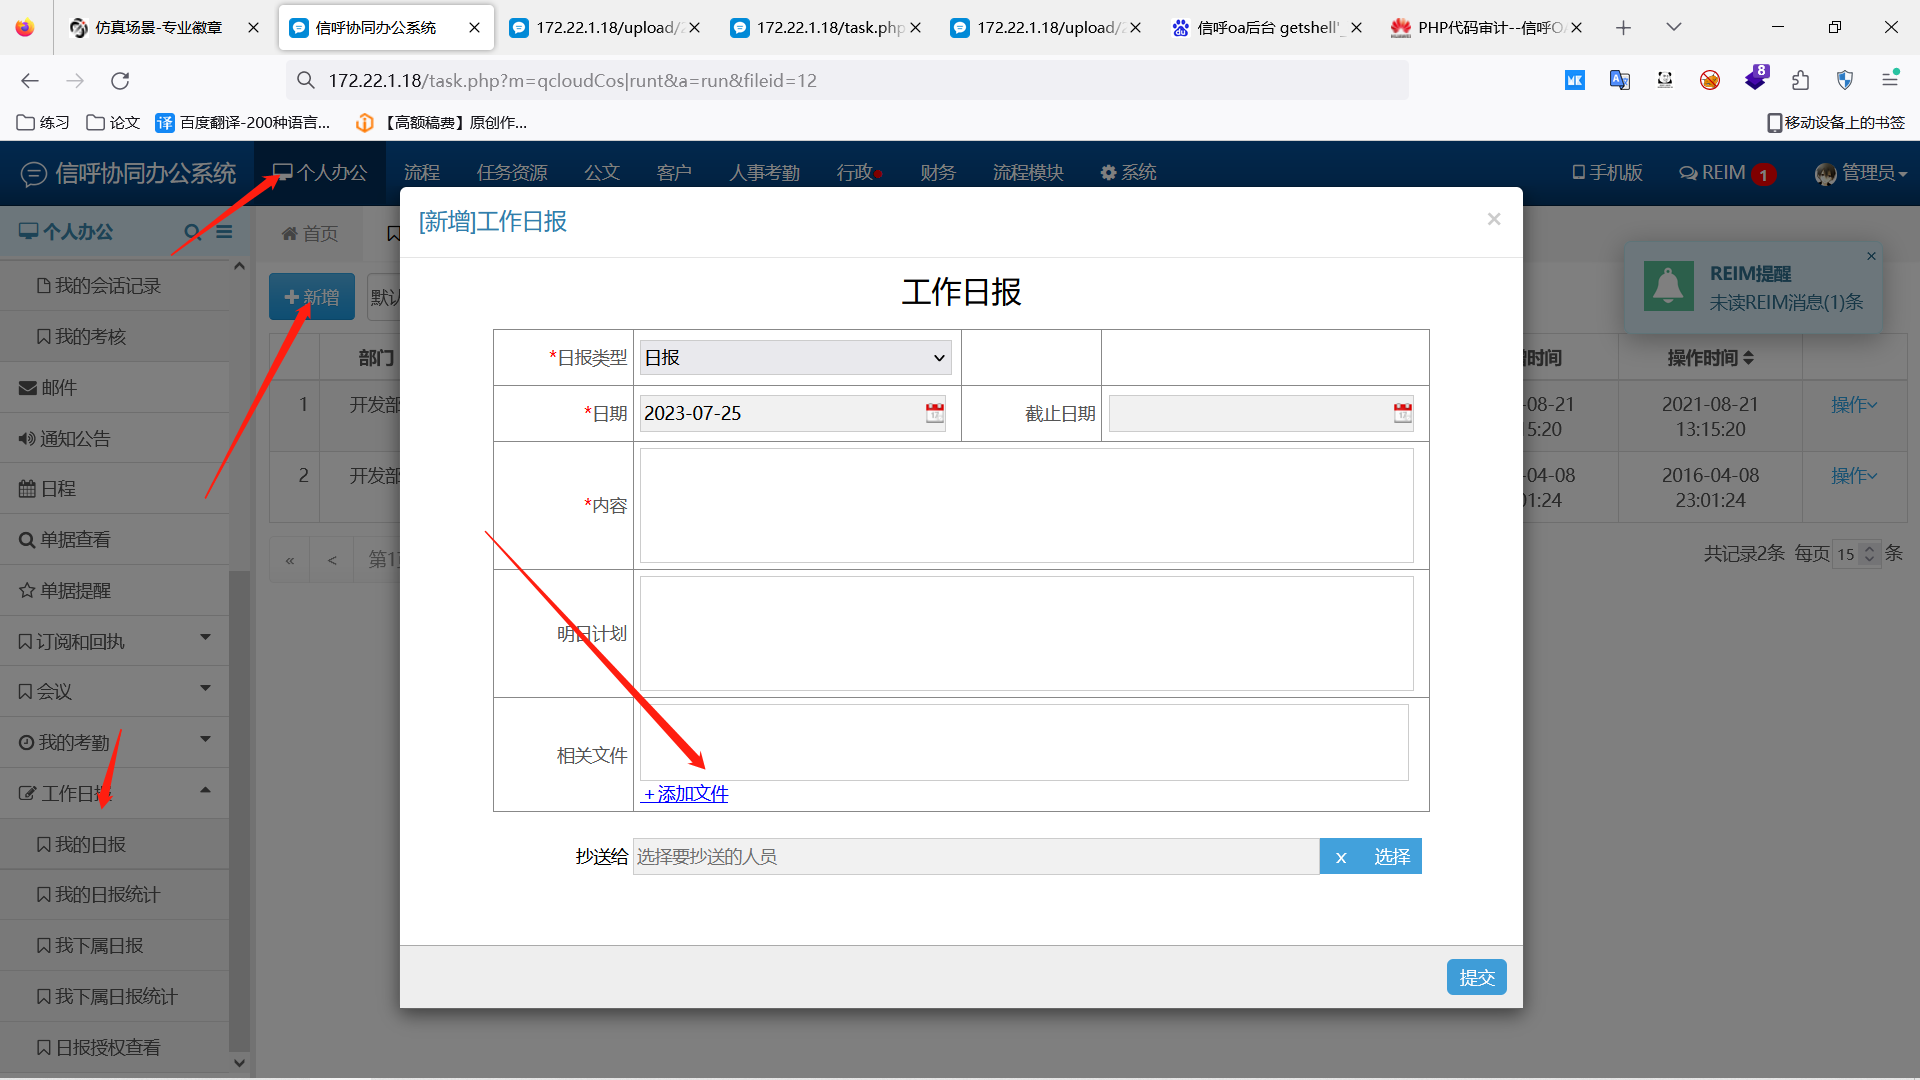 仿真场景-专业徽章
信呼协同办公系统
172.22.1.18/upload/
172.22.1.18/task.php
172.22.1.18/upload/
信呼oa后台 getshell'_
PHP代码审计--信呼O
172.22.1.18/task.php?m=qcloudCos|runt&a=run&fileid=12
8
练习
论文
译 百度翻译-200种语言...
【高额稿费】原创作...
移动设备上的书签
信呼协同办公系统
个人办公
流程
任务资源
公文
客户
人事考勤
行政
财务
流程模块
系统
手机版
REIM 1
管理员
个人办公
首页
我的会话记录
我的考核
邮件
通知公告
日程
单据查看
单据提醒
订阅和回执
会议
我的考勤
工作日报
我的日报
我的日报统计
我下属日报
我下属日报统计
日报授权查看
+新增
默认
部门
时间
操作时间
1 开发部
-08-21
5:20
2021-08-21
13:15:20
操作
2 开发部
-04-08
01:24
2016-04-08
23:01:24
操作
« < 第1
共记录2条 每页 15 条
REIM提醒
未读REIM消息(1)条
×
[新增]工作日报
×
工作日报
*日报类型 日报
*日期 2023-07-25 截止日期
*内容
明日计划
相关文件
+添加文件
抄送给 选择要抄送的人员 x 选择
提交